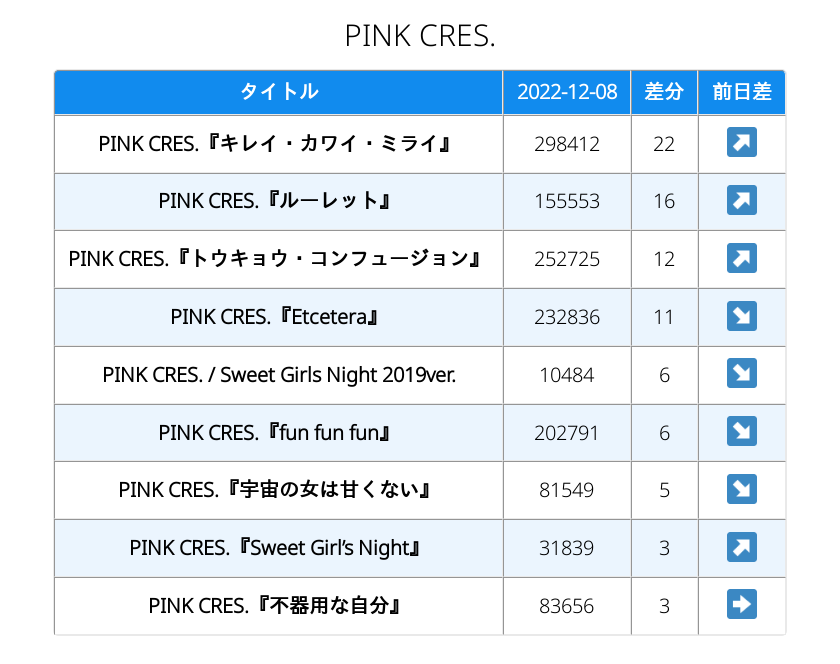 PINK CRES.
タイトル 2022-12-08 差分 前日差
PINK CRES.『キレイ・カワイ・ミライ』 298412 22 ↗
PINK CRES.『ルーレット』 155553 16 ↗
PINK CRES.『トウキョウ・コンフュージョン』 252725 12 ↗
PINK CRES.『Etcetera』 232836 11 ↘
PINK CRES. / Sweet Girls Night 2019ver. 10484 6 ↘
PINK CRES.『fun fun fun』 202791 6 ↘
PINK CRES.『宇宙の女は甘くない』 81549 5 ↘
PINK CRES.『Sweet Girl’s Night』 31839 3 ↗
PINK CRES.『不器用な自分』 83656 3 ➡